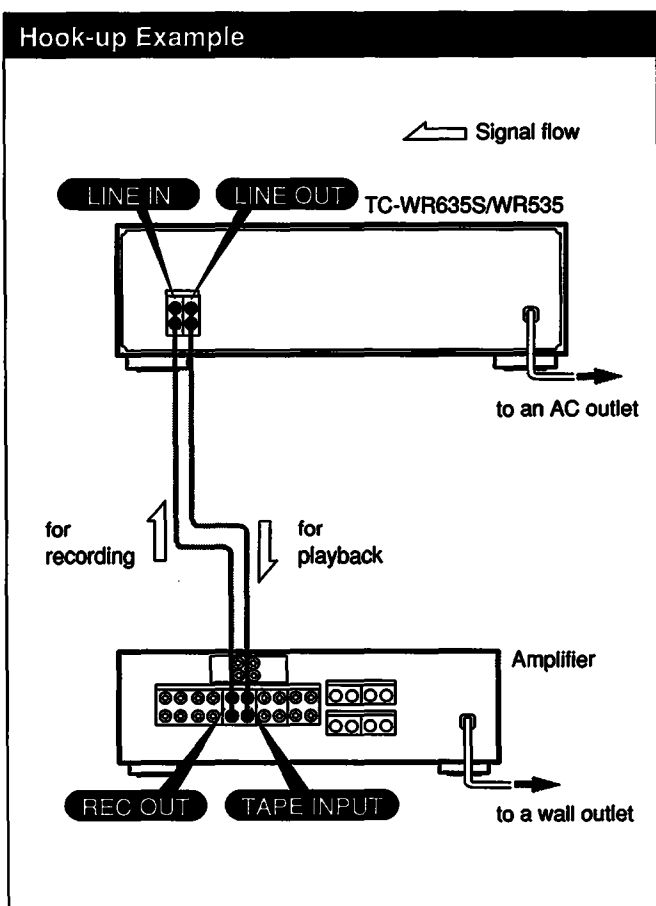 Hook-up Example
Signal flow
LINE IN
LINE OUT
TC-WR635S/WR535
to an AC outlet
for
recording
for
playback
Amplifier
REC OUT
TAPE INPUT
to a wall outlet